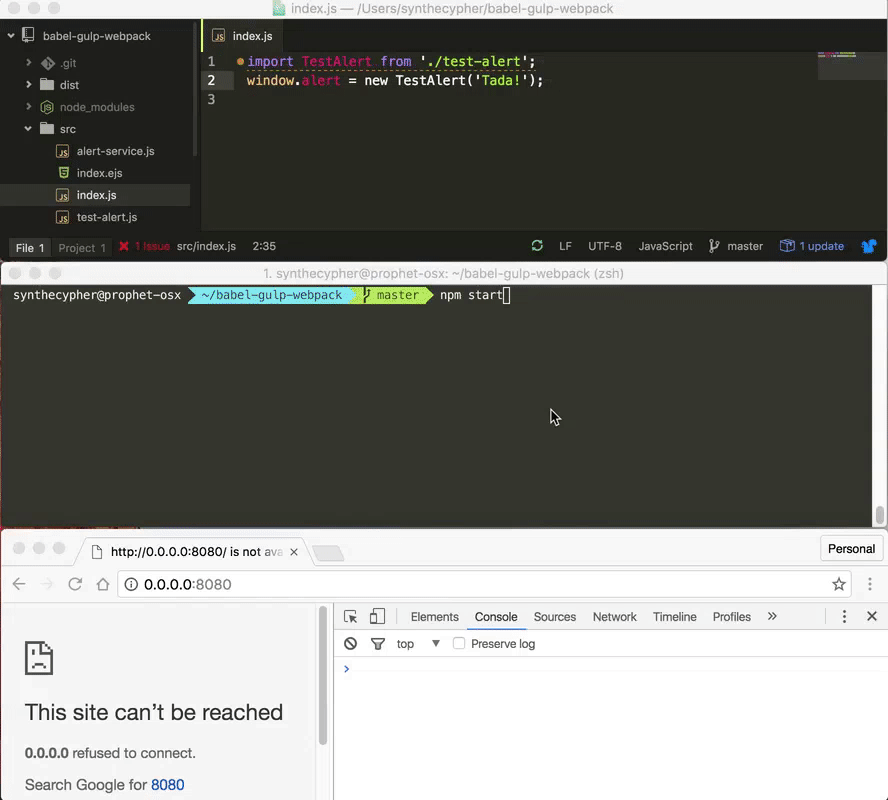 index.js — /Users/synthecypher/babel-gulp-webpack
babel-gulp-webpack
.git
dist
node_modules
src
alert-service.js
index.ejs
index.js
test-alert.js
index.js
1 import TestAlert from './test-alert';
2 window.alert = new TestAlert('Tada!');
3
File 1 Project 1 1 Issue src/index.js 2:35 LF UTF-8 JavaScript master 1 update
1. synthecypher@prophet-osx: ~/babel-gulp-webpack (zsh)
synthecypher@prophet-osx ~/babel-gulp-webpack master npm start
http://0.0.0.0:8080/ is not ava
Personal
0.0.0.0:8080
Elements Console Sources Network Timeline Profiles »
top Preserve log
This site can’t be reached
0.0.0.0 refused to connect.
Search Google for 8080